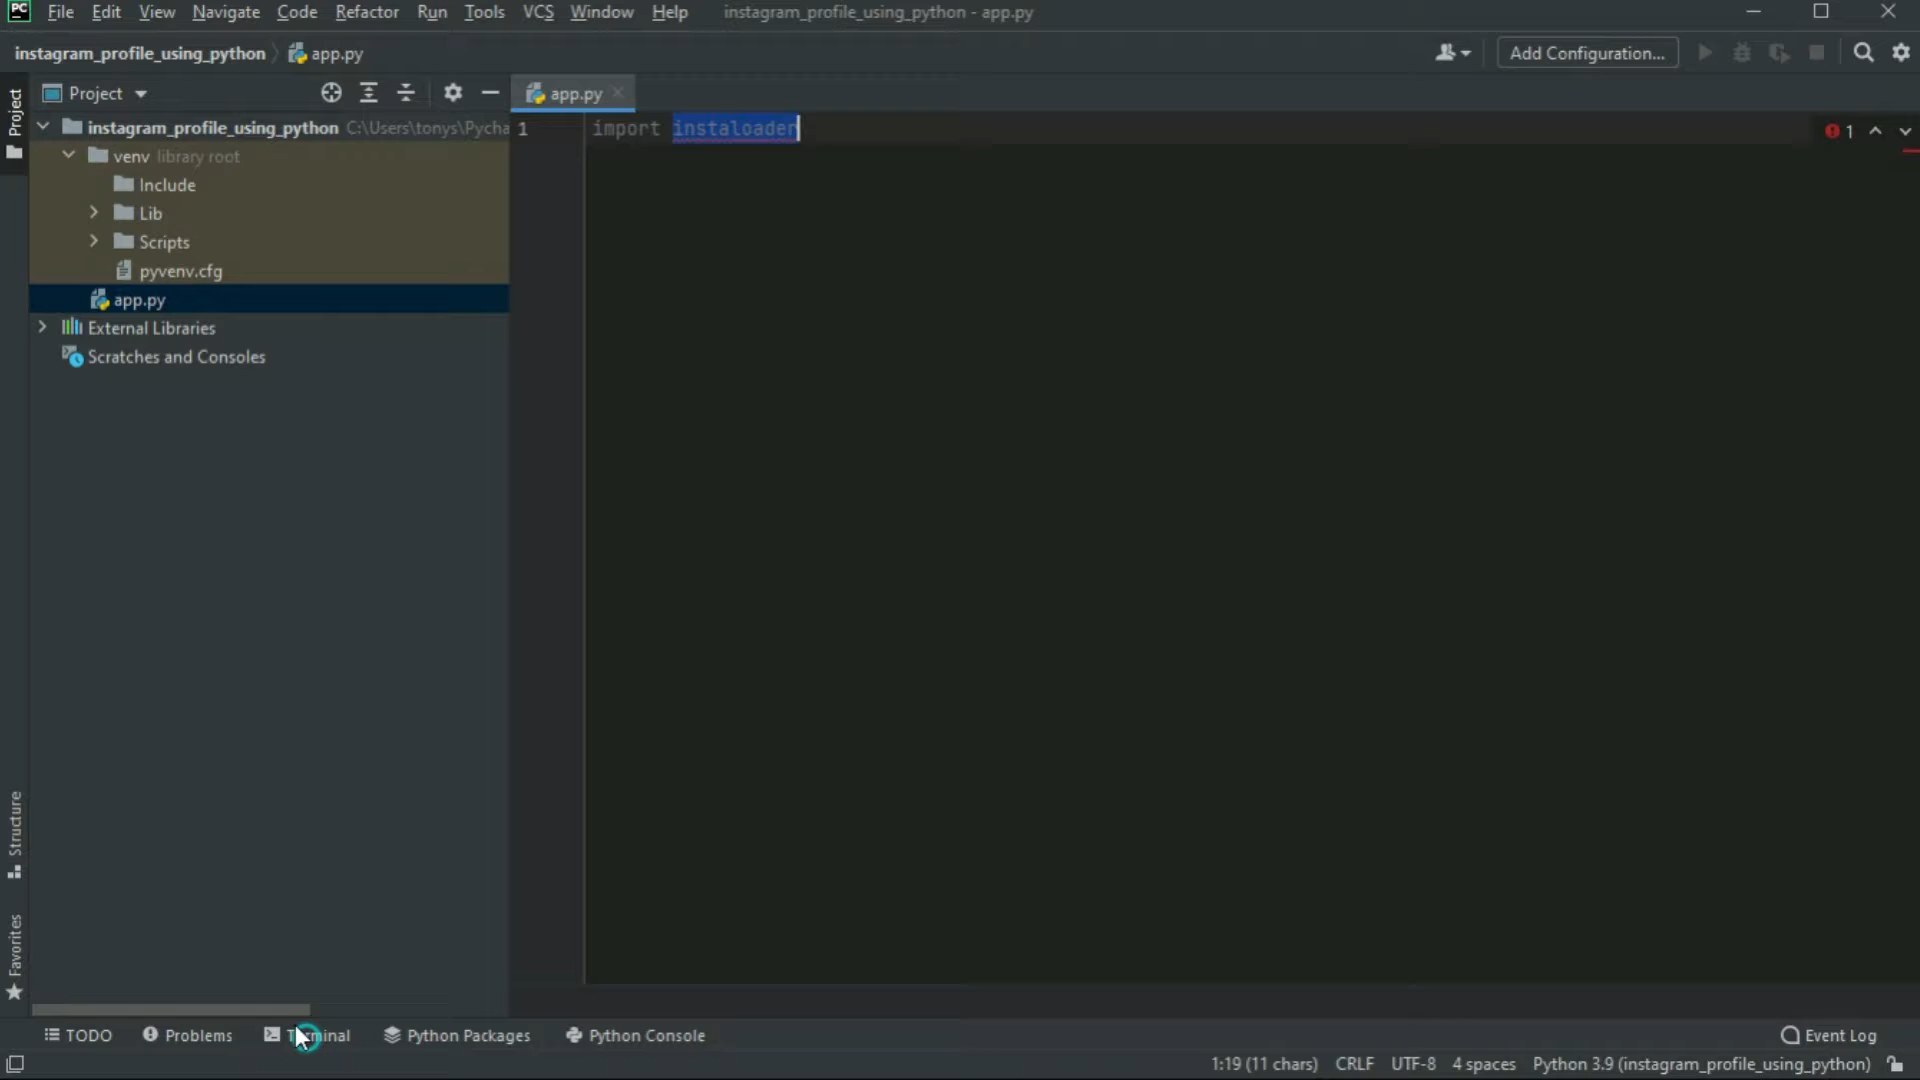 PC File Edit View Navigate Code Refactor Run Tools VCS Window Help instagram_profile_using_python - app.py
instagram_profile_using_python app.py Add Configuration...
Project
Project app.py
instagram_profile_using_python C:\Users\tonys\Pycha 1 import instaloader 1
venv library root
Include
Lib
Scripts
pyvenv.cfg
app.py
External Libraries
Scratches and Consoles
Structure
Favorites
TODO Problems Terminal Python Packages Python Console Event Log
1:19 (11 chars) CRLF UTF-8 4 spaces Python 3.9 (instagram_profile_using_python)